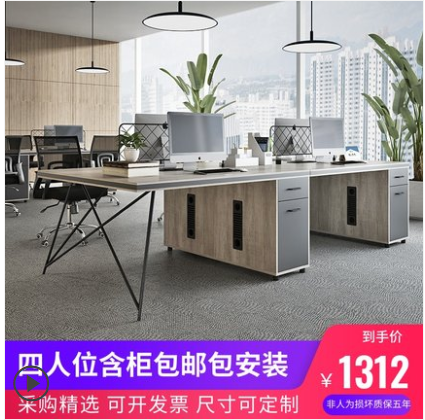 到手价
四人位含柜包邮包安装
¥1312
采购精选 可开发票 尺寸可定制
非人为损坏质保五年